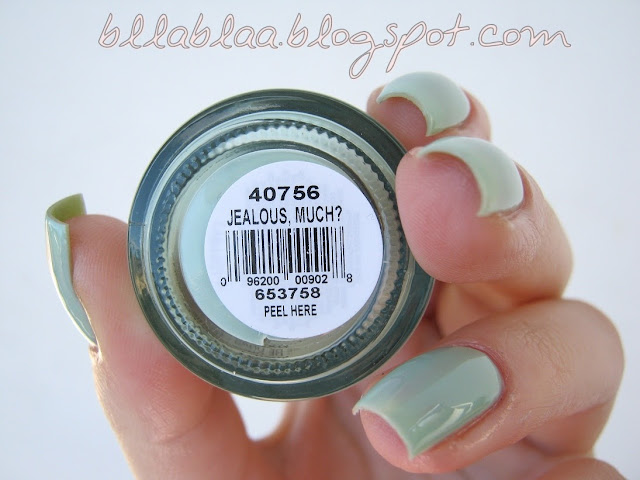 bllablaa.blogspot.com
40756
JEALOUS, MUCH?
0 96200 00902 8
653758
PEEL HERE